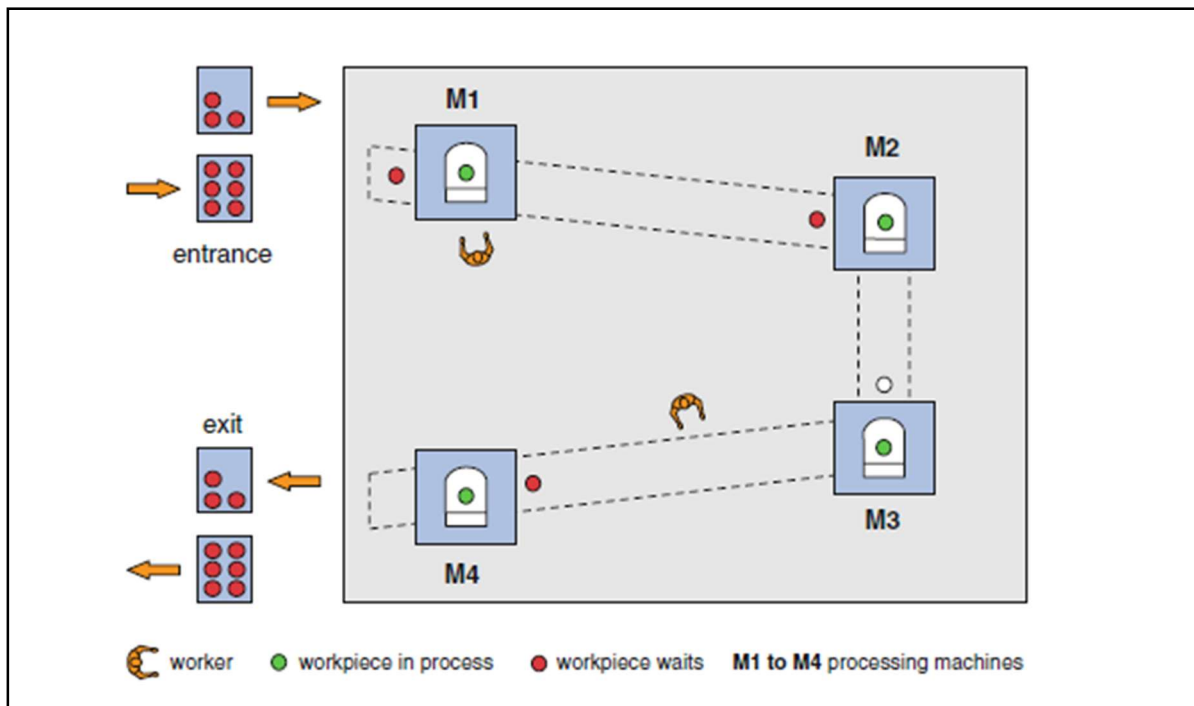 M1
M2
entrance
exit
M3
M4
worker workpiece in process workpiece waits M1 to M4 processing machines